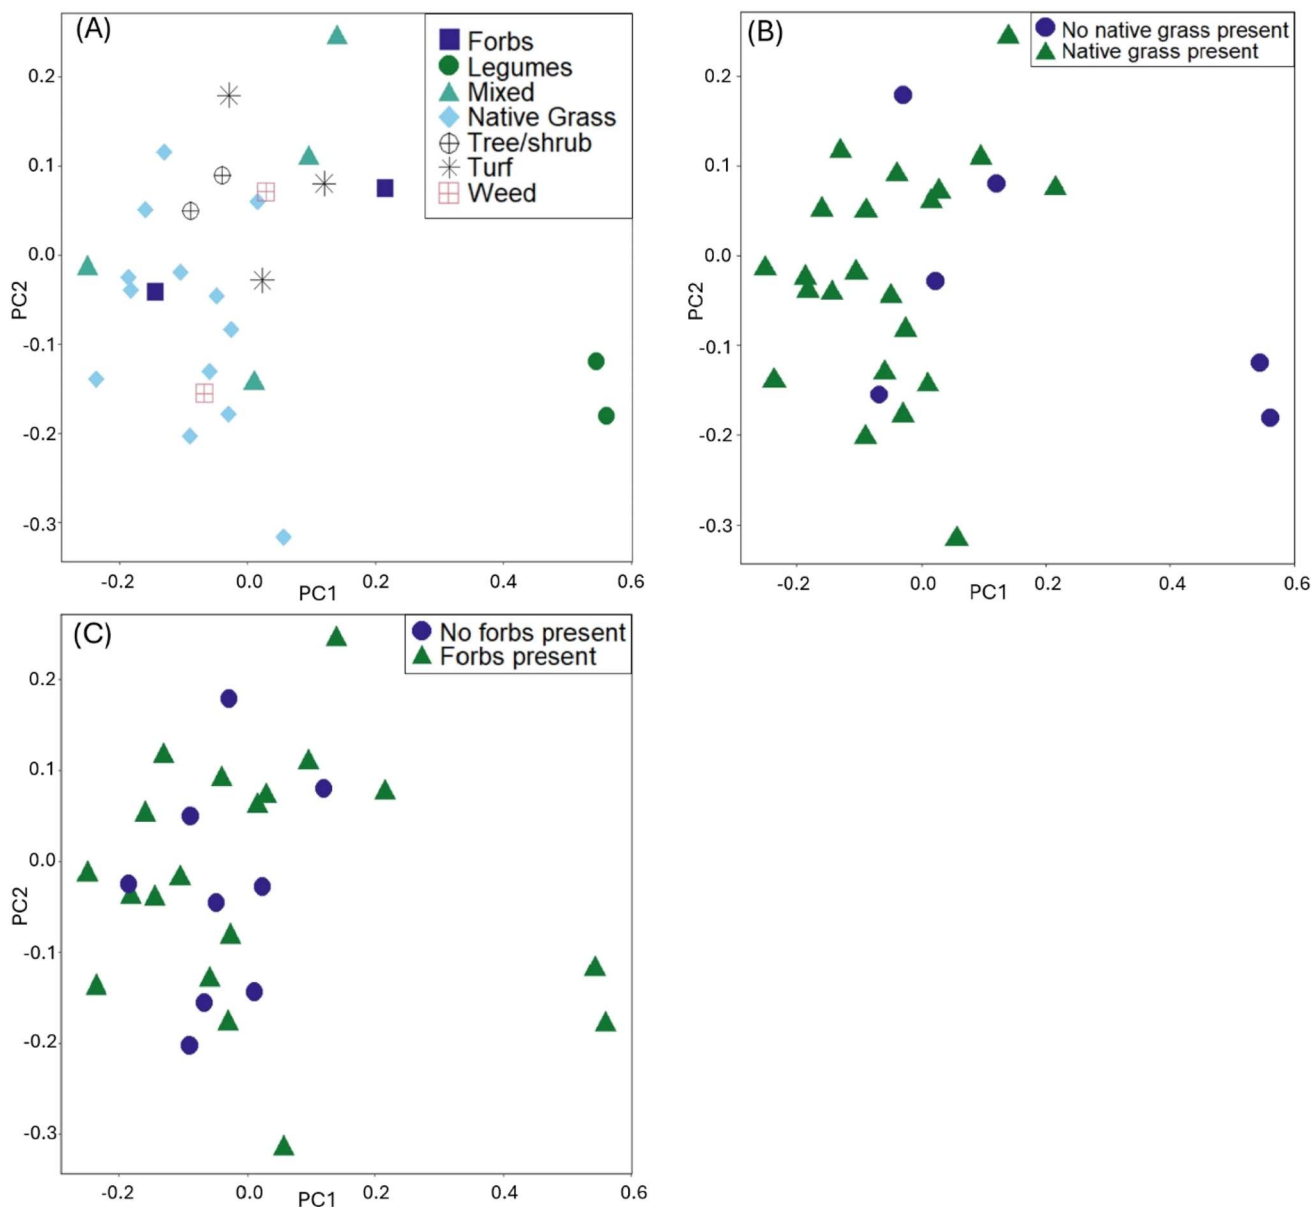 (A)
Forbs
Legumes
Mixed
Native Grass
Tree/shrub
Turf
Weed
0.2
0.1
0.0
-0.1
-0.2
-0.3
PC2
-0.2 0.0 0.2 0.4 0.6
PC1
(B)
No native grass present
Native grass present
0.2
0.1
0.0
-0.1
-0.2
-0.3
PC2
-0.2 0.0 0.2 0.4 0.6
PC1
(C)
No forbs present
Forbs present
0.2
0.1
0.0
-0.1
-0.2
-0.3
PC2
-0.2 0.0 0.2 0.4 0.6
PC1